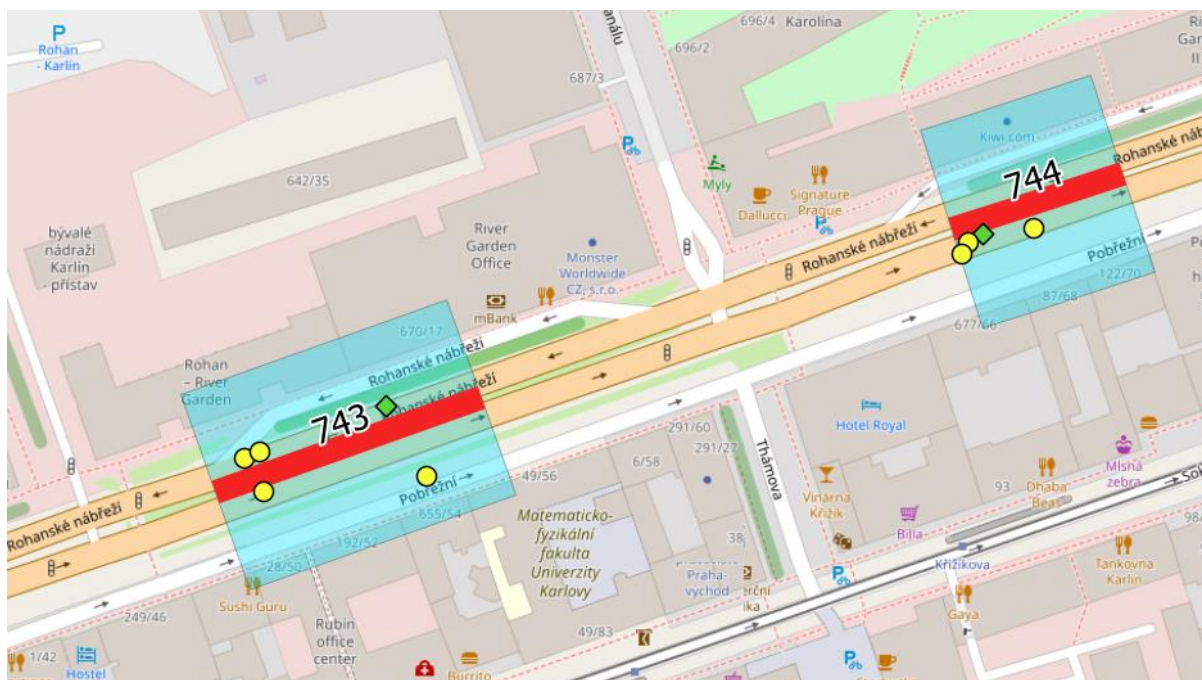 P
Rohan
- Karlín
696/4
Karolina
696/2
687/3
642/35
bývalé
nádraží
Karlín
- přístav
River
Garden
Office
Monster
Worldwide
CZ, s.r.o.
mBank
Myly
Dallucci
Signature
Prague
Kiwi.com
II
744
Rohanské nábřeží
Rohanské náb
Pobřežní
122/70
87/68
677/66
670/17
Rohan
– River
Garden
Rohanské nábřeží
743
Rohanské nábřeží
Pobřežní
49/56
655/54
192/52
28/50
249/46
Sushi Guru
Rubín
office
center
1/42
Hostel
Burrito
Matematicko-
fyzikální
fakulta
Univerzity
Karlovy
291/60
291/27
6/58
38
Praha-
východ
49/83
Thámova
Hotel Royal
Vinárna
Křižík
Billa
93
Dhaba
Beas
Mlsná
zebra
Křižíkova
Gaya
Tankovna
Karlín
P
P
P
P